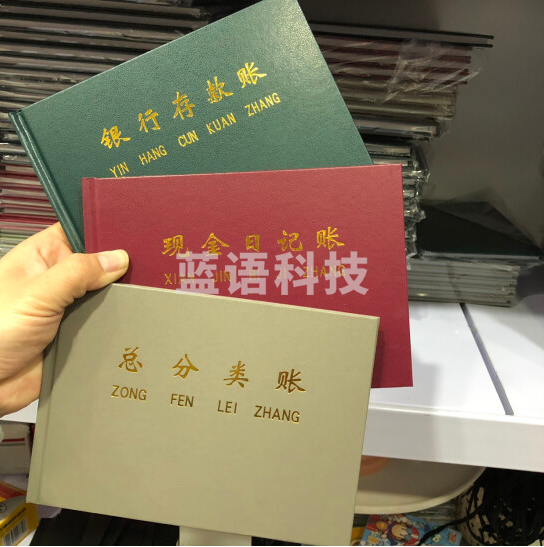 银行存款账
YIN HANG CUN KUAN ZHANG
现金日记账
蓝语科技
总分类账
ZONG FEN LEI ZHANG